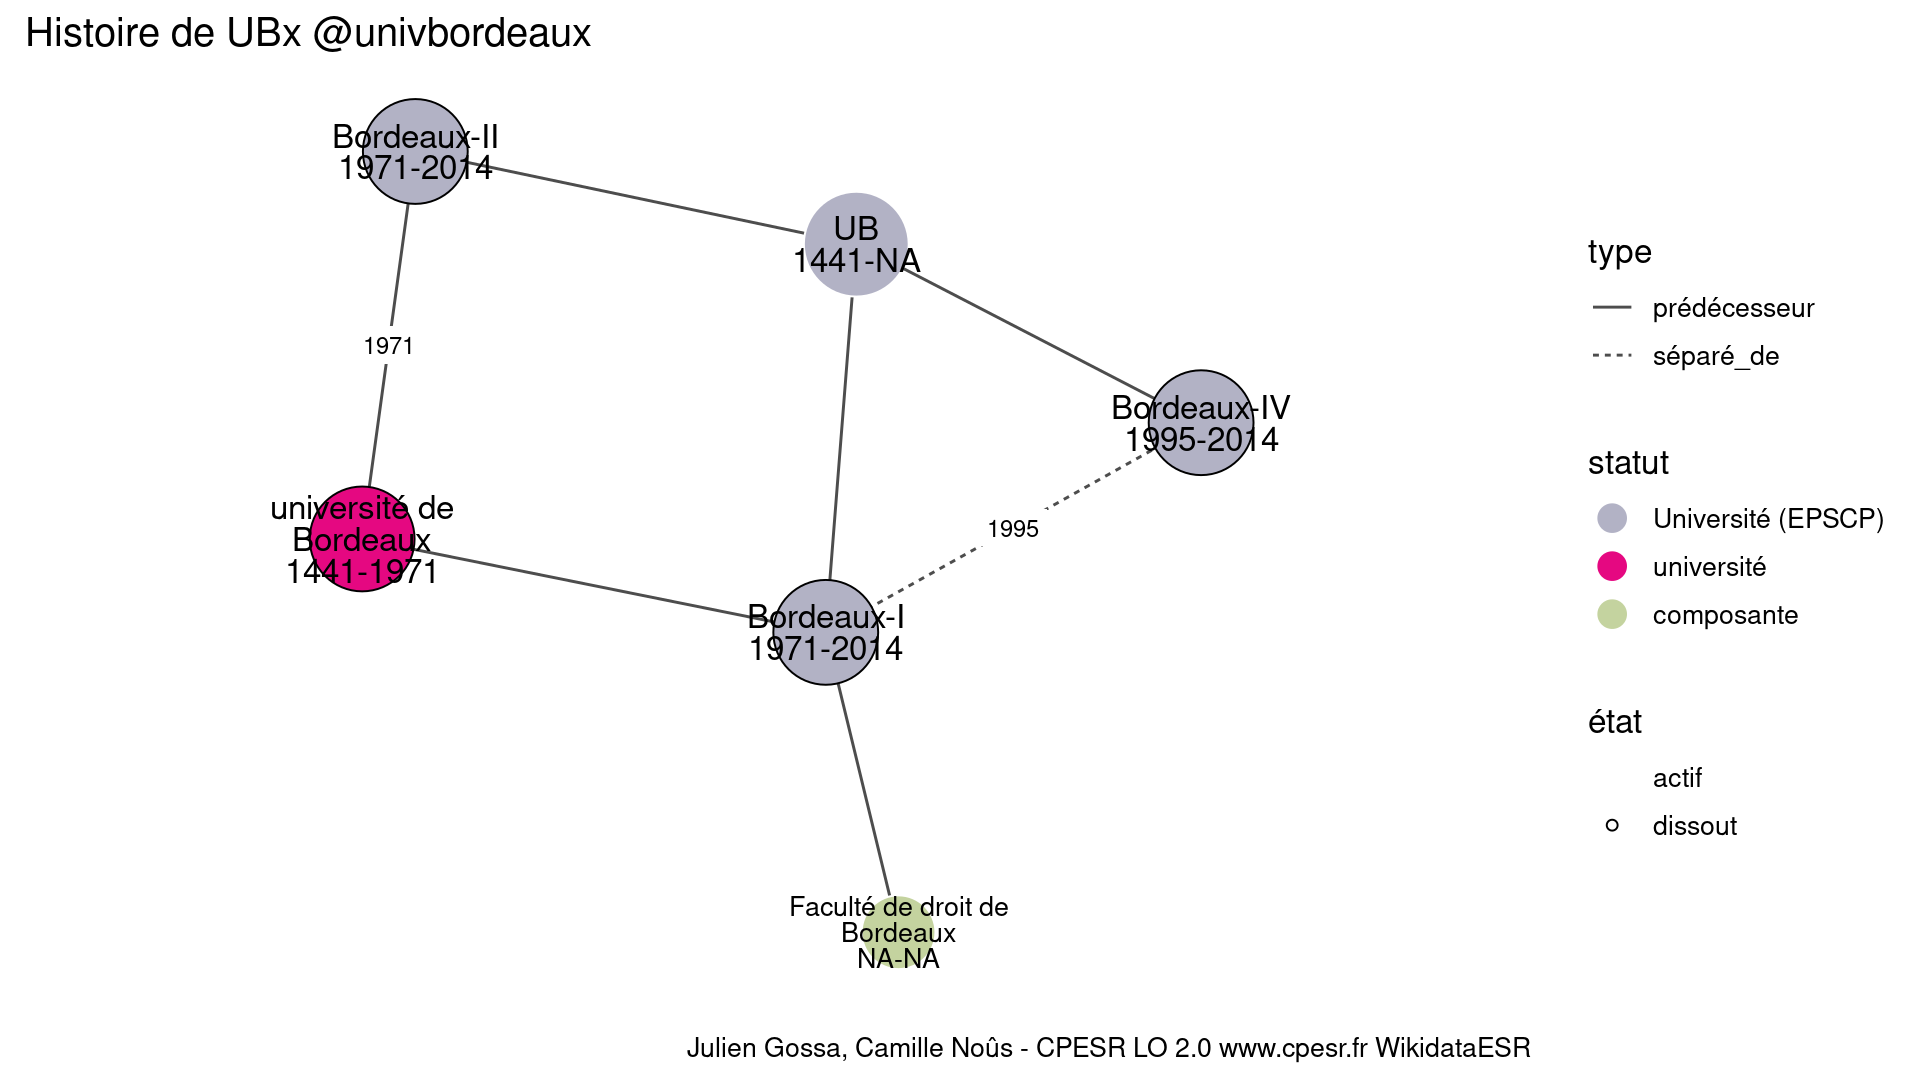 Histoire de UBx @univbordeaux
Bordeaux-II
1971-2014
UB
1441-NA
1971
Bordeaux-IV
1995-2014
université de
Bordeaux
1441-1971
1995
Bordeaux-I
1971-2014
Faculté de droit de
Bordeaux
NA-NA
type
prédécesseur
séparé_de
statut
Université (EPSCP)
université
composante
état
actif
dissout
Julien Gossa, Camille Noûs - CPESR LO 2.0 www.cpesr.fr WikidataESR